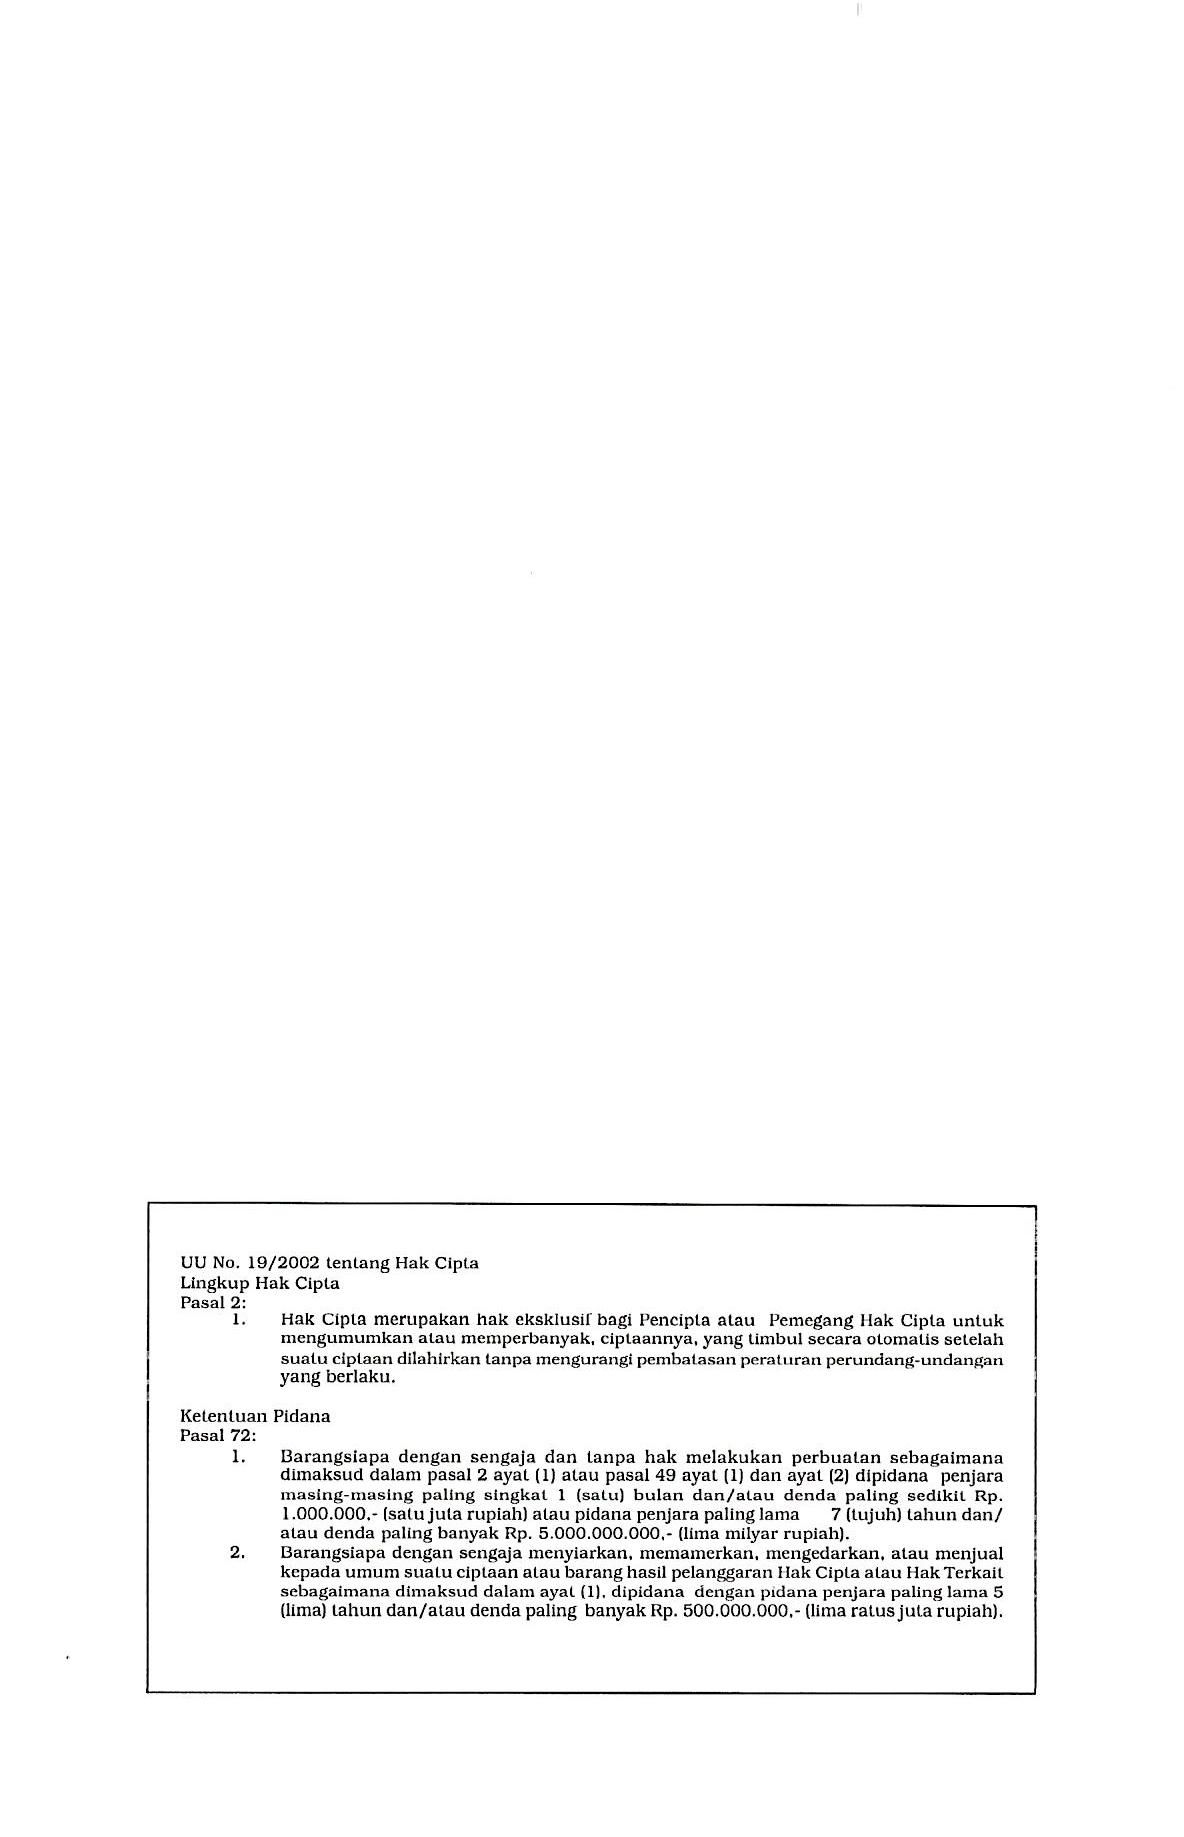 UU No. 19/2002 tentang Hak Cipta
Lingkup Hak Cipta
Pasal 2:
1. Hak Cipta merupakan hak eksklusif bagi Pencipta atau Pemegang Hak Cipta untuk
mengumumkan atau memperbanyak, ciptaannya, yang timbul secara otomatis setelah
suatu ciptaan dilahirkan tanpa mengurangi pembatasan peraturan perundang-undangan
yang berlaku.
Ketentuan Pidana
Pasal 72:
1. Barangsiapa dengan sengaja dan tanpa hak melakukan perbuatan sebagaimana
dimaksud dalam pasal 2 ayat (1) atau pasal 49 ayat (1) dan ayat (2) dipidana penjara
masing-masing paling singkat 1 (satu) bulan dan/atau denda paling sedikit Rp.
1.000.000,- (satu juta rupiah) atau pidana penjara paling lama 7 (tujuh) tahun dan/
atau denda paling banyak Rp. 5.000.000.000,- (lima milyar rupiah).
2. Barangsiapa dengan sengaja menyiarkan, memamerkan, mengedarkan, atau menjual
kepada umum suatu ciptaan atau barang hasil pelanggaran Hak Cipta atau Hak Terkait
sebagaimana dimaksud dalam ayat (1), dipidana dengan pidana penjara paling lama 5
(lima) tahun dan/atau denda paling banyak Rp. 500.000.000,- (lima ratus juta rupiah).